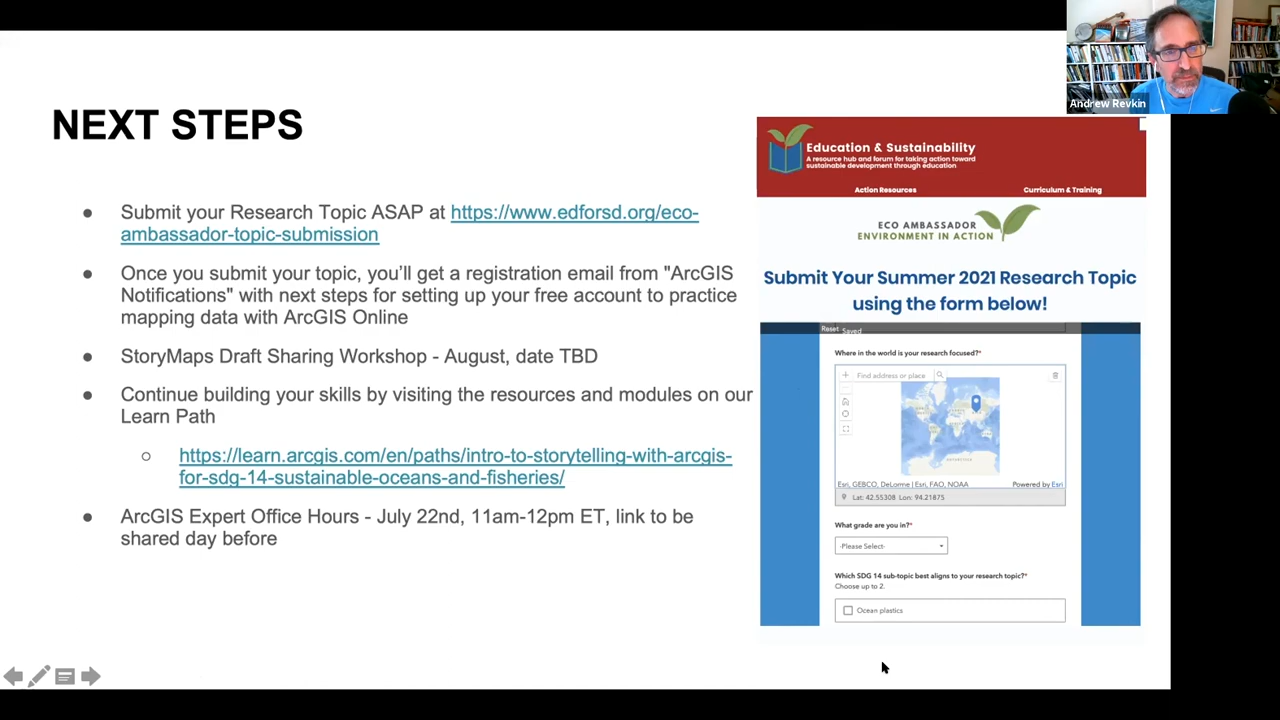 Andrew Revkin
NEXT STEPS
● Submit your Research Topic ASAP at https://www.edforsd.org/eco-
ambassador-topic-submission
● Once you submit your topic, you'll get a registration email from "ArcGIS
Notifications" with next steps for setting up your free account to practice
mapping data with ArcGIS Online
● StoryMaps Draft Sharing Workshop - August, date TBD
● Continue building your skills by visiting the resources and modules on our
Learn Path
○ https://learn.arcgis.com/en/paths/intro-to-storytelling-with-arcgis-
for-sdg-14-sustainable-oceans-and-fisheries/
● ArcGIS Expert Office Hours - July 22nd, 11am-12pm ET, link to be
shared day before
Education & Sustainability
A resource hub and forum for taking action toward
sustainable development through education
Action Resources Curriculum & Training
ECO AMBASSADOR
ENVIRONMENT IN ACTION
Submit Your Summer 2021 Research Topic
using the form below!
Reset Saved
Where in the world is your research focused?*
Find address or place
Esri, GEBCO, DeLorme | Esri, FAO, NOAA Powered by Esri
Lat: 42.55308 Lon: 94.21875
What grade are you in?*
-Please Select-
Which SDG 14 sub-topic best aligns to your research topic?*
Choose up to 2.
Ocean plastics